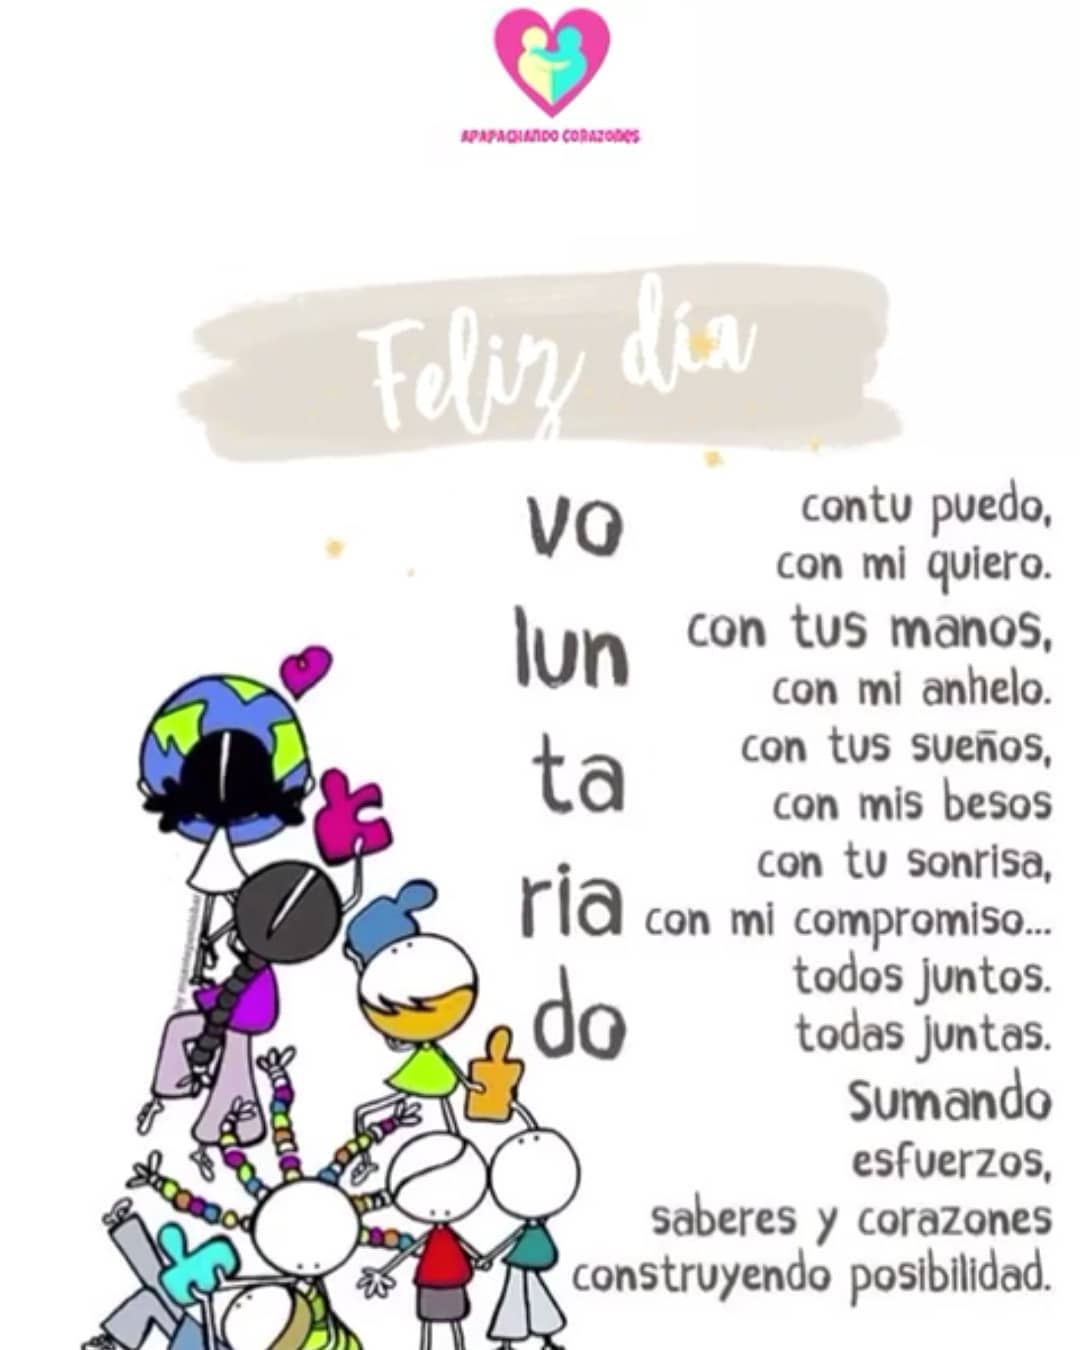 APAPACHANDO CORAZONES
Feliz día
vo
lun
ta
ria
do
contu puedo,
con mi quiero.
con tus manos,
con mi anhelo.
con tus sueños,
con mis besos
con tu sonrisa,
con mi compromiso...
todos juntos.
todas juntas.
Sumando
esfuerzos,
saberes y corazones
construyendo posibilidad.